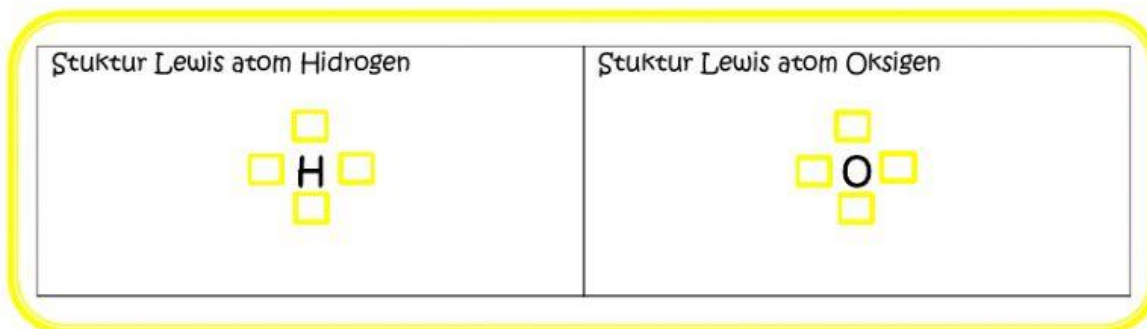 Stuktur Lewis atom Hidrogen
H
Stuktur Lewis atom Oksigen
O